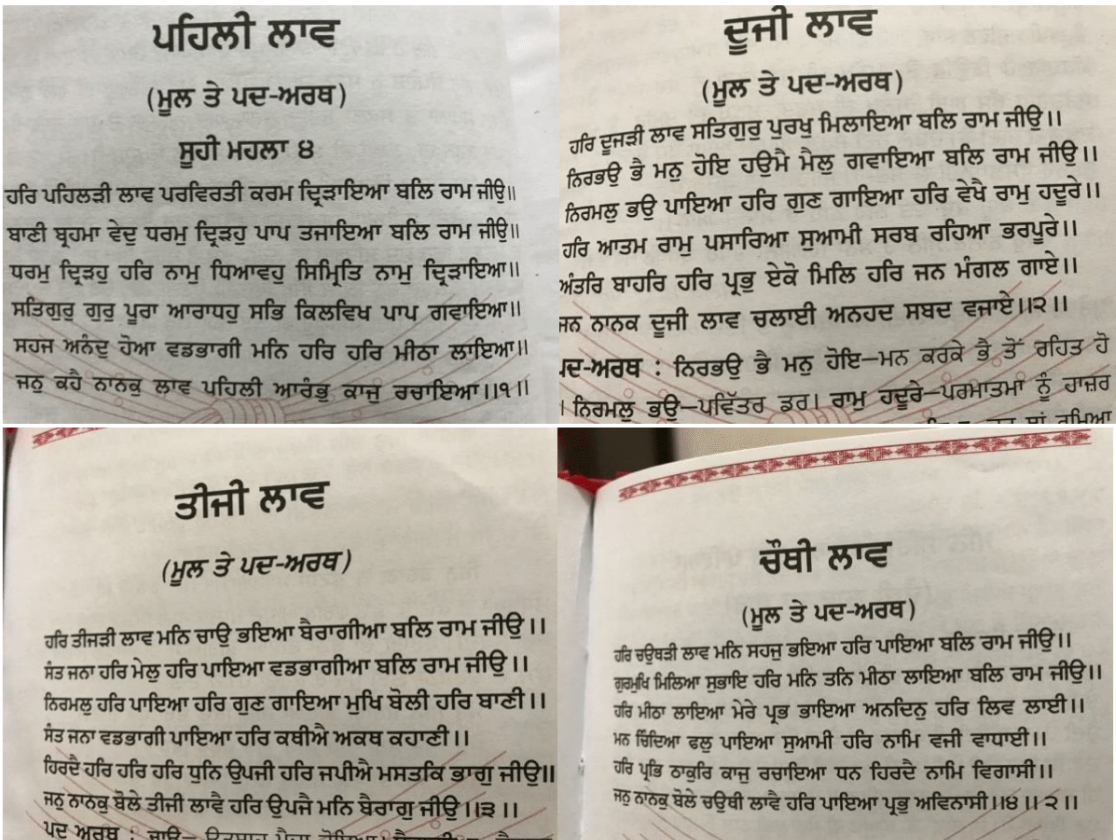 ਪਹਿਲੀ ਲਾਵ
(ਮੂਲ ਤੇ ਪਦ-ਅਰਥ)
ਸੂਹੀ ਮਹਲਾ ੪
ਹਰਿ ਪਹਿਲੜੀ ਲਾਵ ਪਰਵਿਰਤੀ ਕਰਮ ਦ੍ਰਿੜਾਇਆ ਬਲਿ ਰਾਮ ਜੀਉ॥
ਬਾਣੀ ਬ੍ਰਹਮਾ ਵੇਦੁ ਧਰਮੁ ਦ੍ਰਿੜਹੁ ਪਾਪ ਤਜਾਇਆ ਬਲਿ ਰਾਮ ਜੀਉ॥
ਧਰਮੁ ਦ੍ਰਿੜਹੁ ਹਰਿ ਨਾਮੁ ਧਿਆਵਹੁ ਸਿਮ੍ਰਿਤਿ ਨਾਮੁ ਦ੍ਰਿੜਾਇਆ॥
ਸਤਿਗੁਰੁ ਗੁਰੁ ਪੂਰਾ ਆਰਾਧਹੁ ਸਭਿ ਕਿਲਵਿਖ ਪਾਪ ਗਵਾਇਆ॥
ਸਹਜ ਅਨੰਦੁ ਹੋਆ ਵਡਭਾਗੀ ਮਨਿ ਹਰਿ ਹਰਿ ਮੀਠਾ ਲਾਇਆ॥
ਜਨੁ ਕਹੈ ਨਾਨਕੁ ਲਾਵ ਪਹਿਲੀ ਆਰੰਭੁ ਕਾਜੁ ਰਚਾਇਆ॥੧॥
ਦੂਜੀ ਲਾਵ
(ਮੂਲ ਤੇ ਪਦ-ਅਰਥ)
ਹਰਿ ਦੂਜੜੀ ਲਾਵ ਸਤਿਗੁਰੁ ਪੁਰਖੁ ਮਿਲਾਇਆ ਬਲਿ ਰਾਮ ਜੀਉ॥
ਨਿਰਭਉ ਭੈ ਮਨੁ ਹੋਇ ਹਉਮੈ ਮੈਲੁ ਗਵਾਇਆ ਬਲਿ ਰਾਮ ਜੀਉ॥
ਨਿਰਮਲੁ ਭਉ ਪਾਇਆ ਹਰਿ ਗੁਣ ਗਾਇਆ ਹਰਿ ਵੇਖੈ ਰਾਮੁ ਹਦੂਰੇ॥
ਹਰਿ ਆਤਮ ਰਾਮੁ ਪਸਾਰਿਆ ਸੁਆਮੀ ਸਰਬ ਰਹਿਆ ਭਰਪੂਰੇ॥
ਅੰਤਰਿ ਬਾਹਰਿ ਹਰਿ ਪ੍ਰਭੁ ਏਕੋ ਮਿਲਿ ਹਰਿ ਜਨ ਮੰਗਲ ਗਾਏ॥
ਜਨ ਨਾਨਕ ਦੂਜੀ ਲਾਵ ਚਲਾਈ ਅਨਹਦ ਸਬਦ ਵਜਾਏ॥੨॥
ਪਦ-ਅਰਥ : ਨਿਰਭਉ ਭੈ ਮਨੁ ਹੋਇ—ਮਨ ਕਰਕੇ ਭੈ ਤੋਂ ਰਹਿਤ ਹੋ
। ਨਿਰਮਲੁ ਭਉ—ਪਵਿੱਤਰ ਡਰ। ਰਾਮੁ ਹਦੂਰੇ—ਪਰਮਾਤਮਾ ਨੂੰ ਹਾਜ਼ਰ
ਤੀਜੀ ਲਾਵ
(ਮੂਲ ਤੇ ਪਦ-ਅਰਥ)
ਹਰਿ ਤੀਜੜੀ ਲਾਵ ਮਨਿ ਚਾਉ ਭਇਆ ਬੈਰਾਗੀਆ ਬਲਿ ਰਾਮ ਜੀਉ॥
ਸੰਤ ਜਨਾ ਹਰਿ ਮੇਲੁ ਹਰਿ ਪਾਇਆ ਵਡਭਾਗੀਆ ਬਲਿ ਰਾਮ ਜੀਉ॥
ਨਿਰਮਲੁ ਹਰਿ ਪਾਇਆ ਹਰਿ ਗੁਣ ਗਾਇਆ ਮੁਖਿ ਬੋਲੀ ਹਰਿ ਬਾਣੀ॥
ਸੰਤ ਜਨਾ ਵਡਭਾਗੀ ਪਾਇਆ ਹਰਿ ਕਥੀਐ ਅਕਥ ਕਹਾਣੀ॥
ਹਿਰਦੈ ਹਰਿ ਹਰਿ ਹਰਿ ਧੁਨਿ ਉਪਜੀ ਹਰਿ ਜਪੀਐ ਮਸਤਕਿ ਭਾਗੁ ਜੀਉ॥
ਜਨੁ ਨਾਨਕੁ ਬੋਲੇ ਤੀਜੀ ਲਾਵੈ ਹਰਿ ਉਪਜੈ ਮਨਿ ਬੈਰਾਗੁ ਜੀਉ॥੩॥
ਪਦ ਅਰਥ :
ਚੌਥੀ ਲਾਵ
(ਮੂਲ ਤੇ ਪਦ-ਅਰਥ)
ਹਰਿ ਚਉਥੜੀ ਲਾਵ ਮਨਿ ਸਹਜੁ ਭਇਆ ਹਰਿ ਪਾਇਆ ਬਲਿ ਰਾਮ ਜੀਉ॥
ਗੁਰਮੁਖਿ ਮਿਲਿਆ ਸੁਭਾਇ ਹਰਿ ਮਨਿ ਤਨਿ ਮੀਠਾ ਲਾਇਆ ਬਲਿ ਰਾਮ ਜੀਉ॥
ਹਰਿ ਮੀਠਾ ਲਾਇਆ ਮੇਰੇ ਪ੍ਰਭ ਭਾਇਆ ਅਨਦਿਨੁ ਹਰਿ ਲਿਵ ਲਾਈ॥
ਮਨ ਚਿੰਦਿਆ ਫਲੁ ਪਾਇਆ ਸੁਆਮੀ ਹਰਿ ਨਾਮਿ ਵਜੀ ਵਾਧਾਈ॥
ਹਰਿ ਪ੍ਰਭਿ ਠਾਕੁਰਿ ਕਾਜੁ ਰਚਾਇਆ ਧਨ ਹਿਰਦੈ ਨਾਮਿ ਵਿਗਾਸੀ॥
ਜਨੁ ਨਾਨਕੁ ਬੋਲੇ ਚਉਥੀ ਲਾਵੈ ਹਰਿ ਪਾਇਆ ਪ੍ਰਭੁ ਅਵਿਨਾਸੀ॥੪॥੨॥